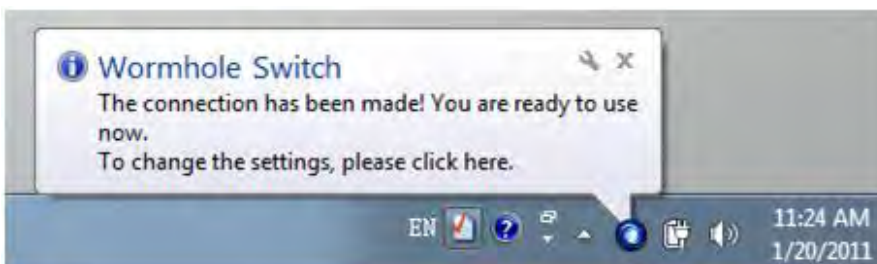 Wormhole Switch
The connection has been made! You are ready to use
now.
To change the settings, please click here.
EN
11:24 AM
1/20/2011